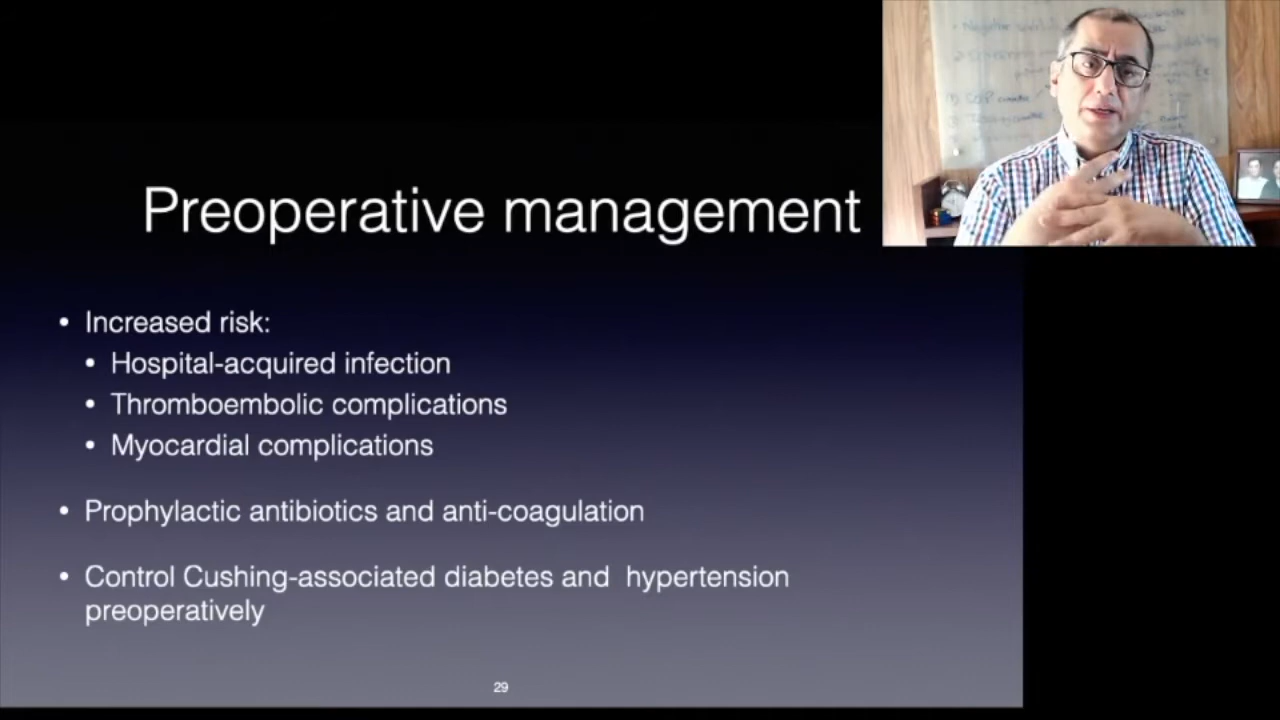 Preoperative management
• Increased risk:
• Hospital-acquired infection
• Thromboembolic complications
• Myocardial complications
• Prophylactic antibiotics and anti-coagulation
• Control Cushing-associated diabetes and hypertension
preoperatively
29